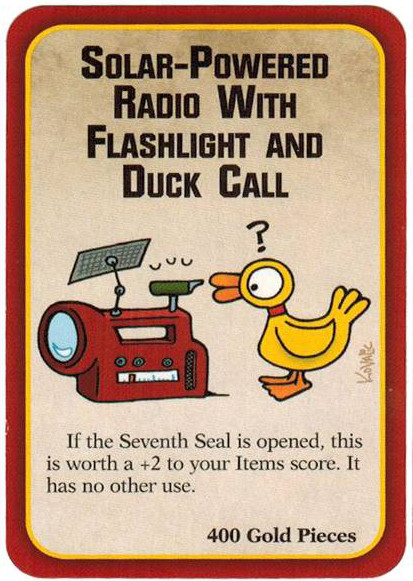 SOLAR-POWERED
RADIO WITH
FLASHLIGHT AND
DUCK CALL
?
KOVALIC
If the Seventh Seal is opened, this
is worth a +2 to your Items score. It
has no other use.
400 Gold Pieces